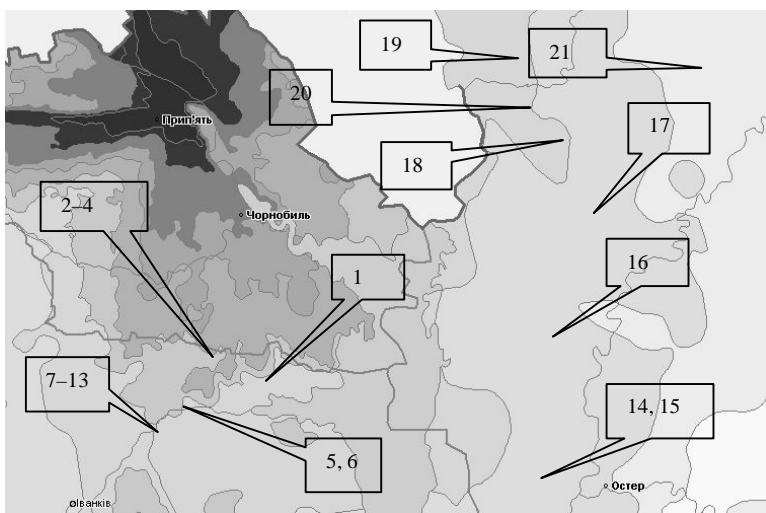 19
21
20
Прип'ять
17
18
2–4
Чорнобиль
1
16
7–13
14, 15
5, 6
Остер
Іванків